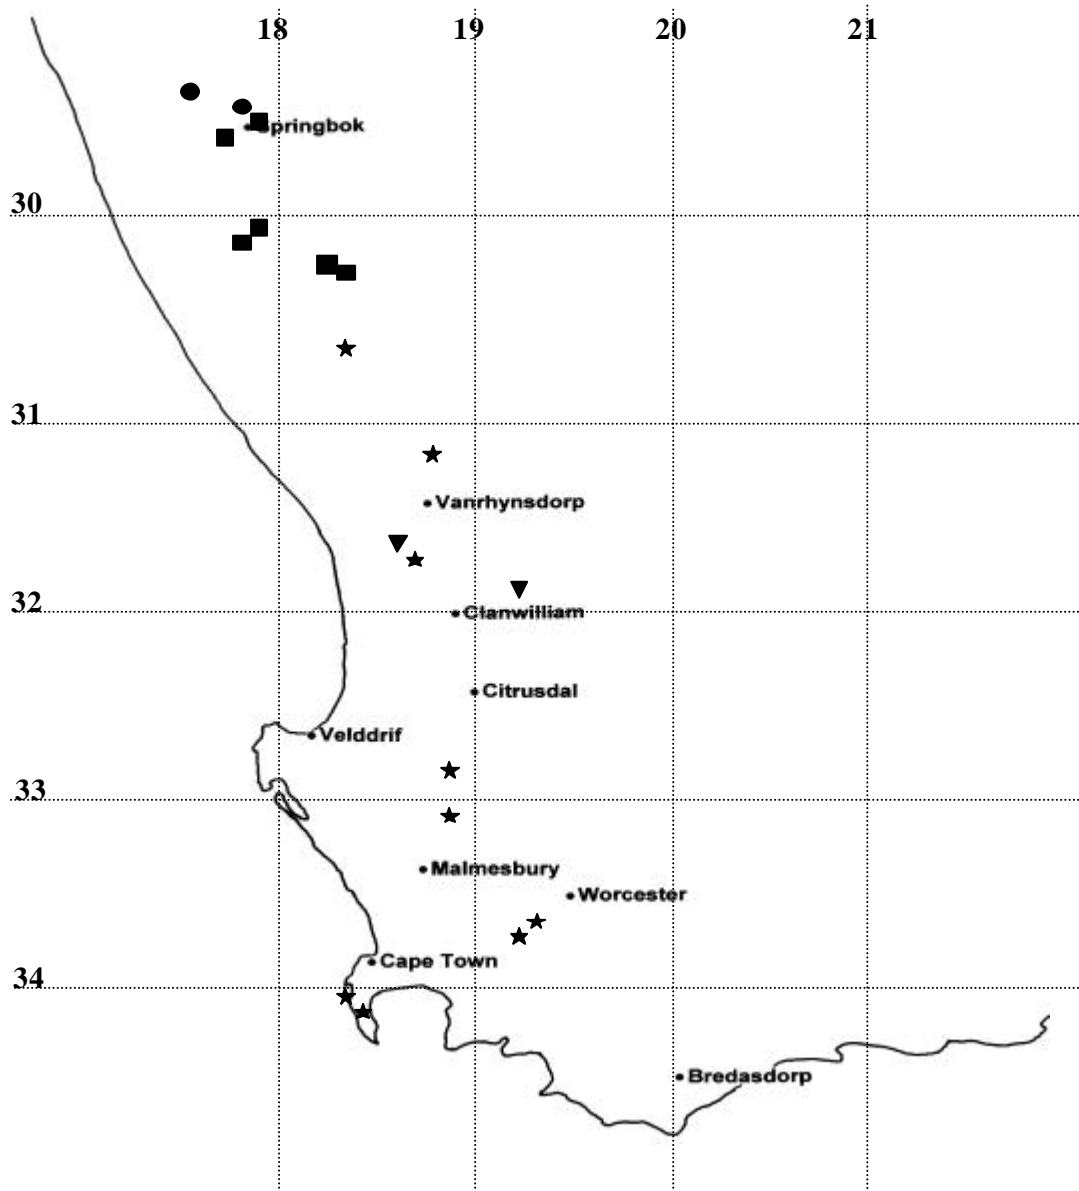 18 19 20 21
Springbok
30
31
Vanrhynsdorp
32
Clanwilliam
Citrusdal
Velddrif
33
Malmesbury
Worcester
34
Cape Town
Bredasdorp